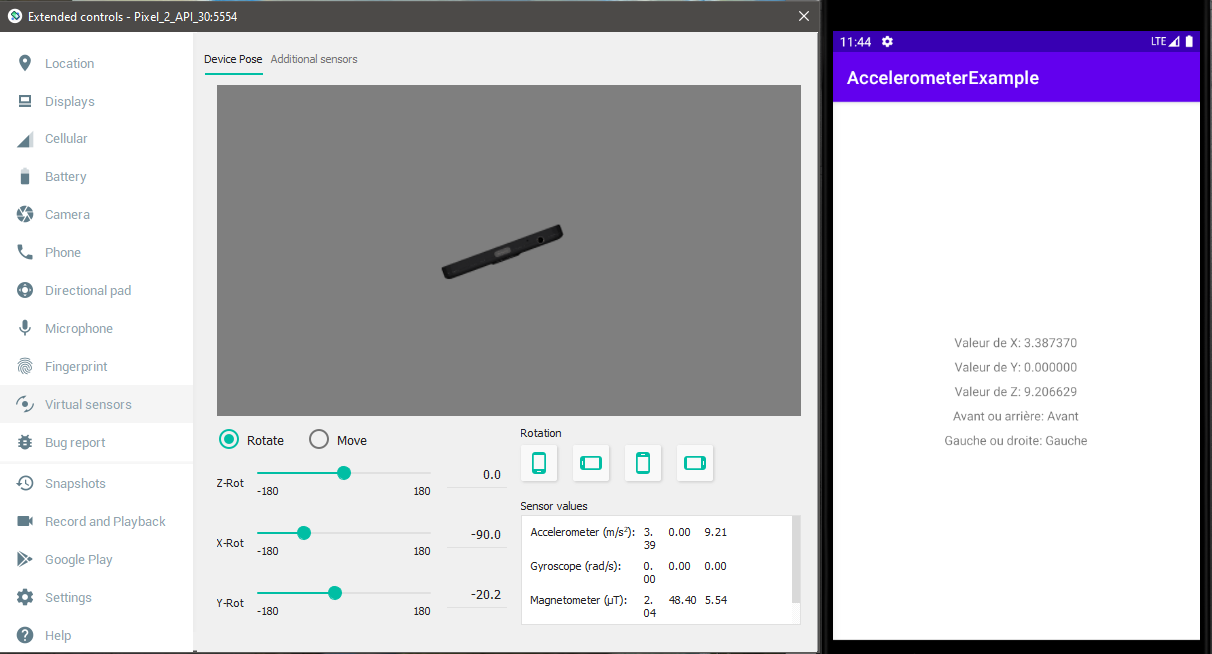 Extended controls - Pixel_2_API_30:5554
Location
Displays
Cellular
Battery
Camera
Phone
Directional pad
Microphone
Fingerprint
Virtual sensors
Bug report
Snapshots
Record and Playback
Google Play
Settings
Help
Device Pose Additional sensors
Rotate Move
Z-Rot
-180 180
0.0
X-Rot
-180 180
-90.0
Y-Rot
-180 180
-20.2
Rotation
Sensor values
Accelerometer (m/s²): 3.39 0.00 9.21
Gyroscope (rad/s): 0.00 0.00 0.00
Magnetometer (µT): 2.04 48.40 5.54
11:44 LTE
AccelerometerExample
Valeur de X: 3.387370
Valeur de Y: 0.000000
Valeur de Z: 9.206629
Avant ou arrière: Avant
Gauche ou droite: Gauche